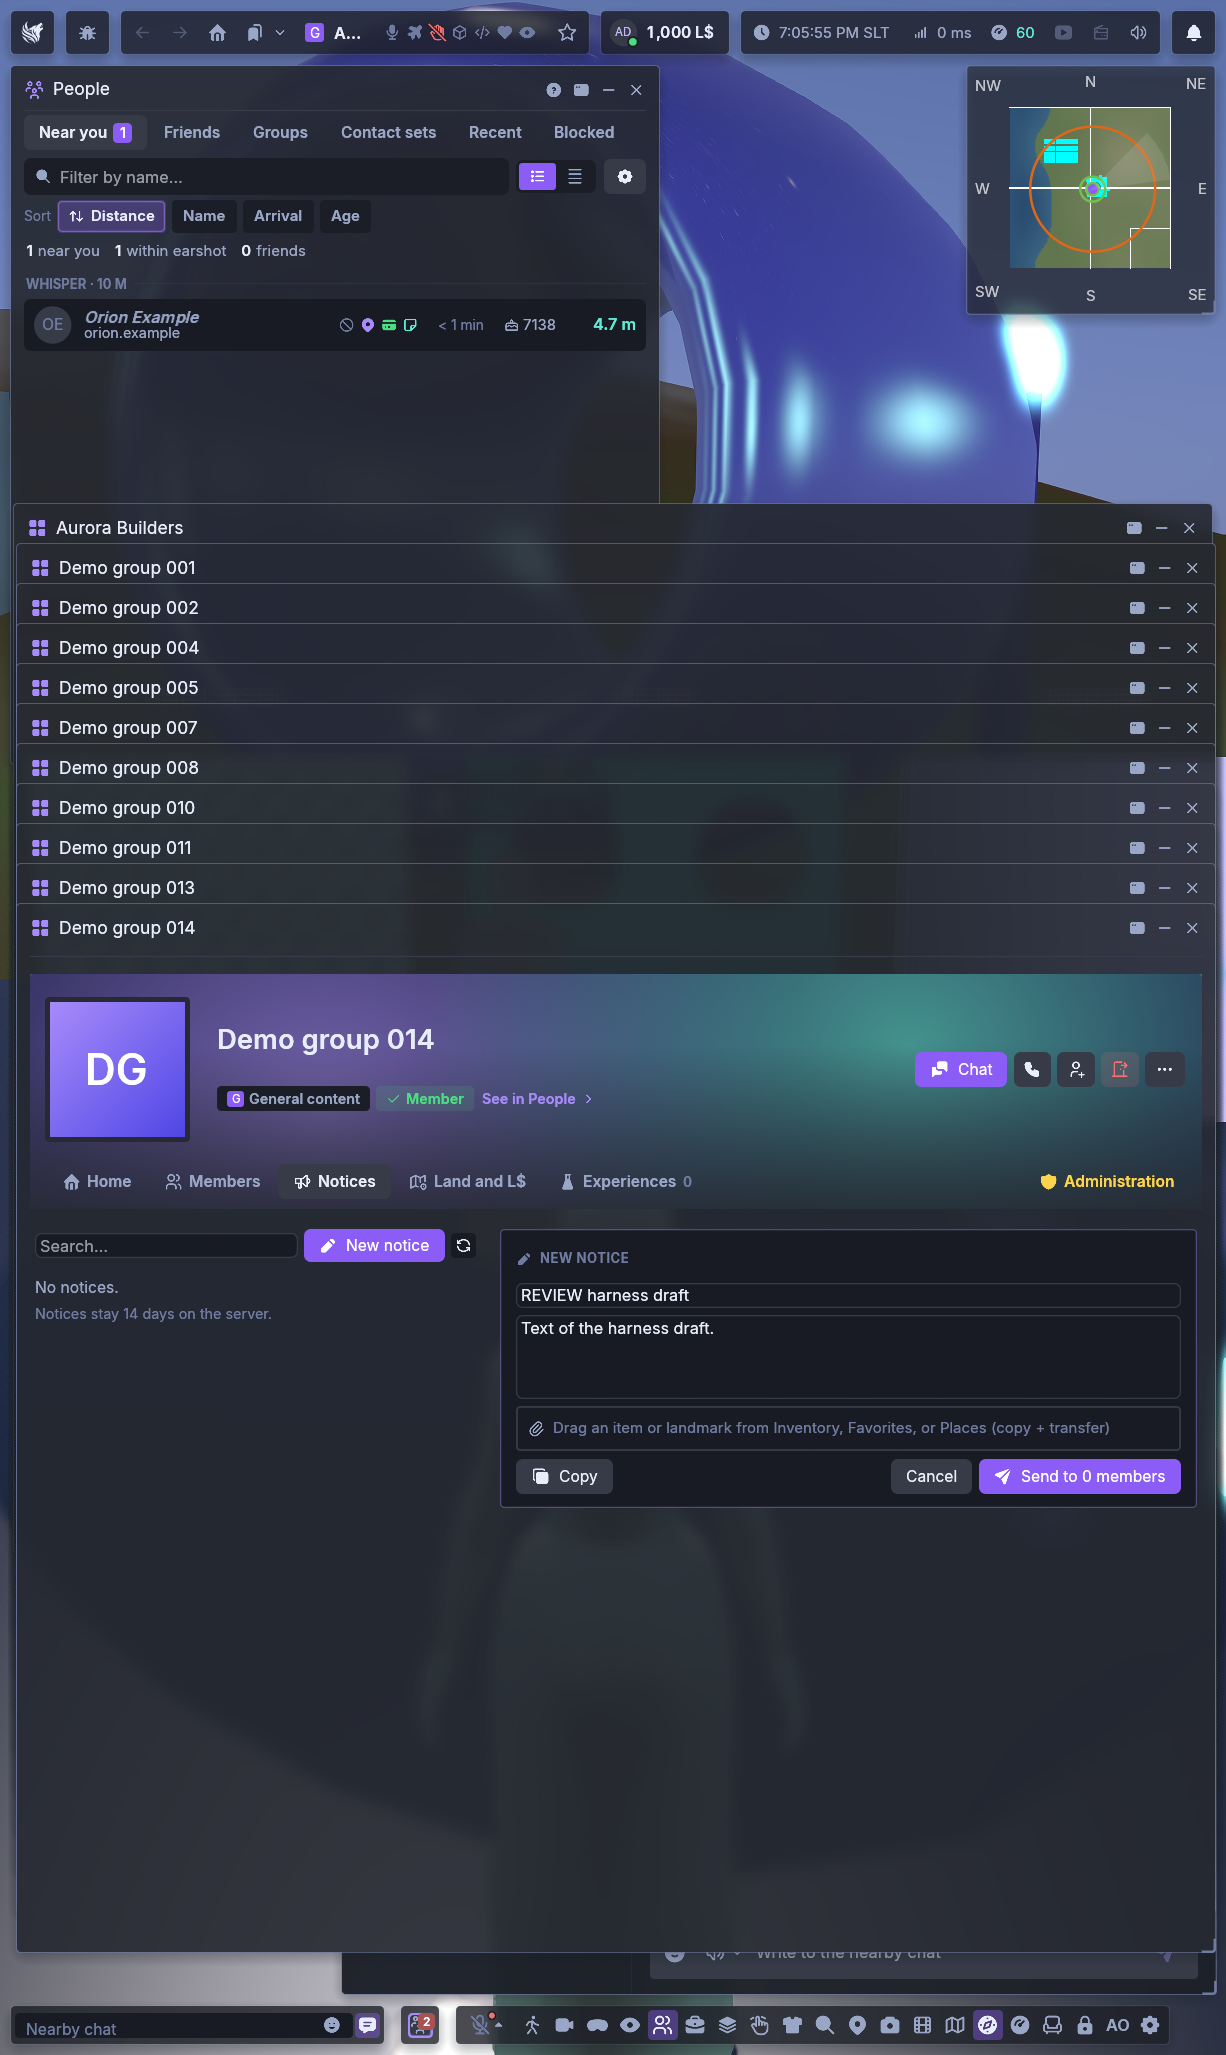 G A...
AD 1,000 L$
7:05:55 PM SLT
0 ms
60
People
Near you 1 Friends Groups Contact sets Recent Blocked
Filter by name...
Sort Distance Name Arrival Age
1 near you 1 within earshot 0 friends
WHISPER · 10 M
OE Orion Example
orion.example
< 1 min 7138 4.7 m
NW N NE
W E
SW S SE
Aurora Builders
Demo group 001
Demo group 002
Demo group 004
Demo group 005
Demo group 007
Demo group 008
Demo group 010
Demo group 011
Demo group 013
Demo group 014
DG
Demo group 014
G General content Member See in People
Chat
Home Members Notices Land and L$ Experiences 0 Administration
Search... New notice
No notices.
Notices stay 14 days on the server.
NEW NOTICE
REVIEW harness draft
Text of the harness draft.
Drag an item or landmark from Inventory, Favorites, or Places (copy + transfer)
Copy Cancel Send to 0 members
Write to the nearby chat
Nearby chat
2
AO